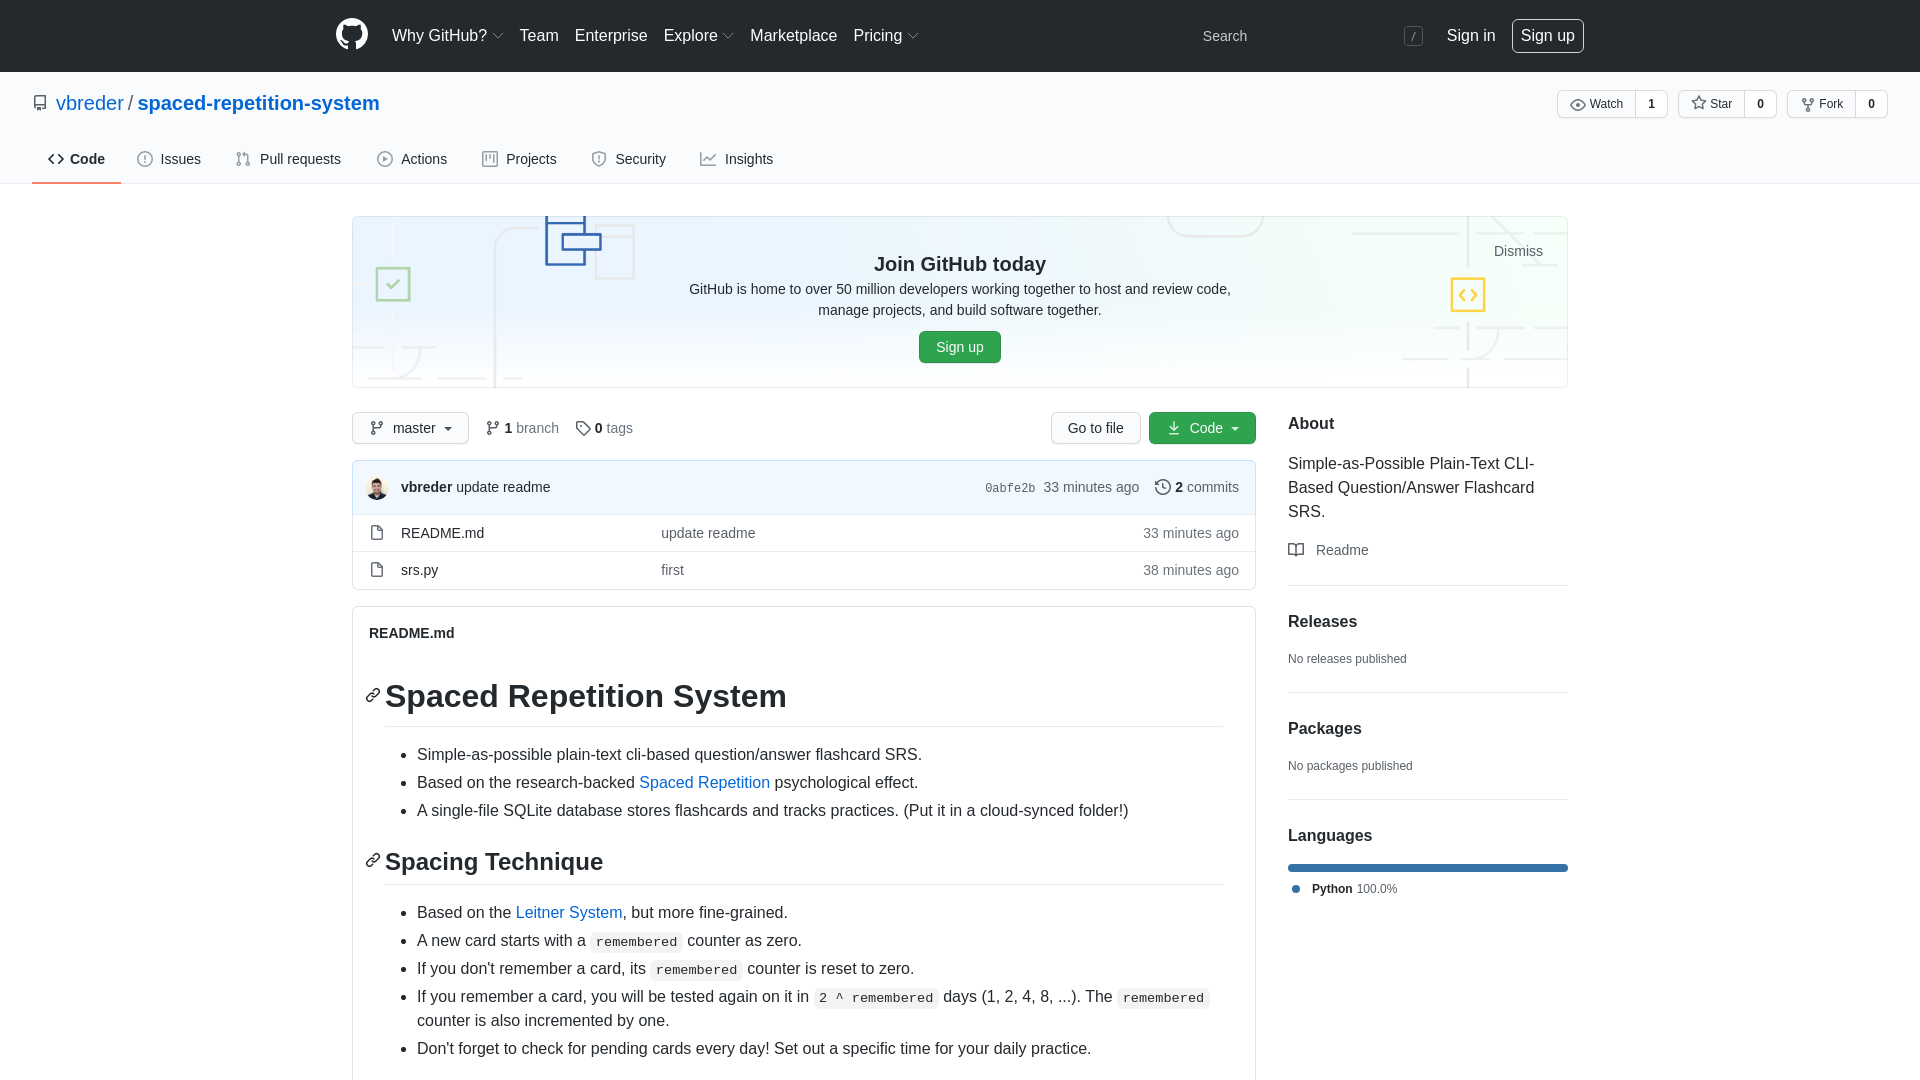 Why GitHub? Team Enterprise Explore Marketplace Pricing Search / Sign in Sign up
vbreder / spaced-repetition-system Watch 1 Star 0 Fork 0
Code Issues Pull requests Actions Projects Security Insights
Dismiss
Join GitHub today
GitHub is home to over 50 million developers working together to host and review code,
manage projects, and build software together.
Sign up
master 1 branch 0 tags Go to file Code
vbreder update readme 0abfe2b 33 minutes ago 2 commits
README.md update readme 33 minutes ago
srs.py first 38 minutes ago
README.md
Spaced Repetition System
Simple-as-possible plain-text cli-based question/answer flashcard SRS.
Based on the research-backed Spaced Repetition psychological effect.
A single-file SQLite database stores flashcards and tracks practices. (Put it in a cloud-synced folder!)
Spacing Technique
Based on the Leitner System, but more fine-grained.
A new card starts with a remembered counter as zero.
If you don't remember a card, its remembered counter is reset to zero.
If you remember a card, you will be tested again on it in 2 ^ remembered days (1, 2, 4, 8, ...). The remembered
counter is also incremented by one.
Don't forget to check for pending cards every day! Set out a specific time for your daily practice.
About
Simple-as-Possible Plain-Text CLI-
Based Question/Answer Flashcard
SRS.
Readme
Releases
No releases published
Packages
No packages published
Languages
Python 100.0%